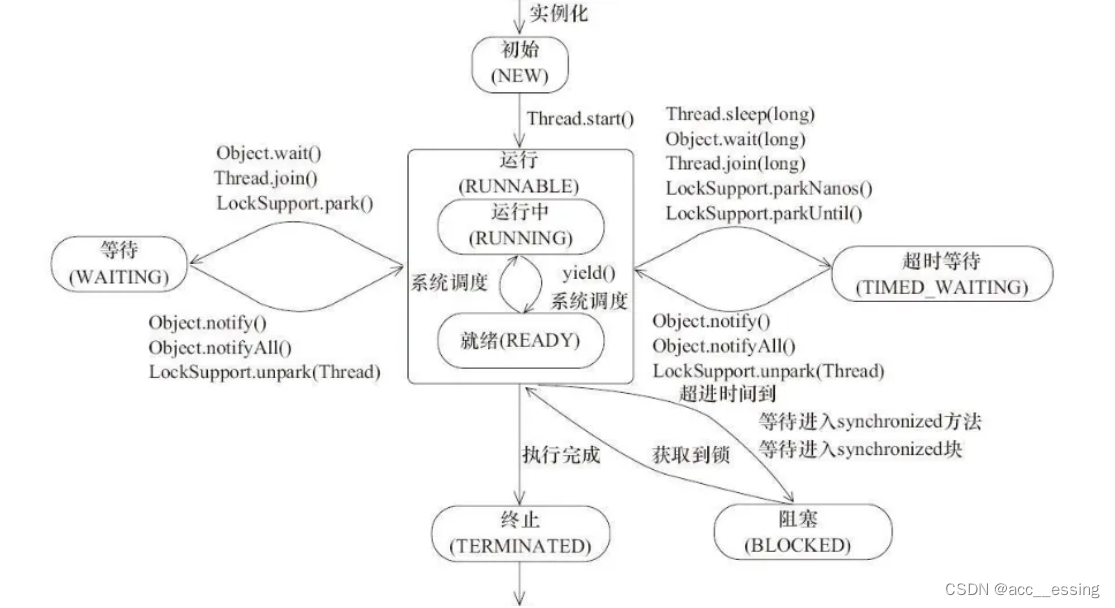 实例化
初始
(NEW)
Thread.start()
Object.wait()
Thread.join()
LockSupport.park()
Thread.sleep(long)
Object.wait(long)
Thread.join(long)
LockSupport.parkNanos()
LockSupport.parkUntil()
运行
(RUNNABLE)
运行中
(RUNNING)
等待
(WAITING)
超时等待
(TIMED_WAITING)
系统调度
yield()
系统调度
就绪(READY)
Object.notify()
Object.notifyAll()
LockSupport.unpark(Thread)
Object.notify()
Object.notifyAll()
LockSupport.unpark(Thread)
超进时间到
等待进入synchronized方法
等待进入synchronized块
执行完成
获取到锁
终止
(TERMINATED)
阻塞
(BLOCKED)
CSDN @acc__essing